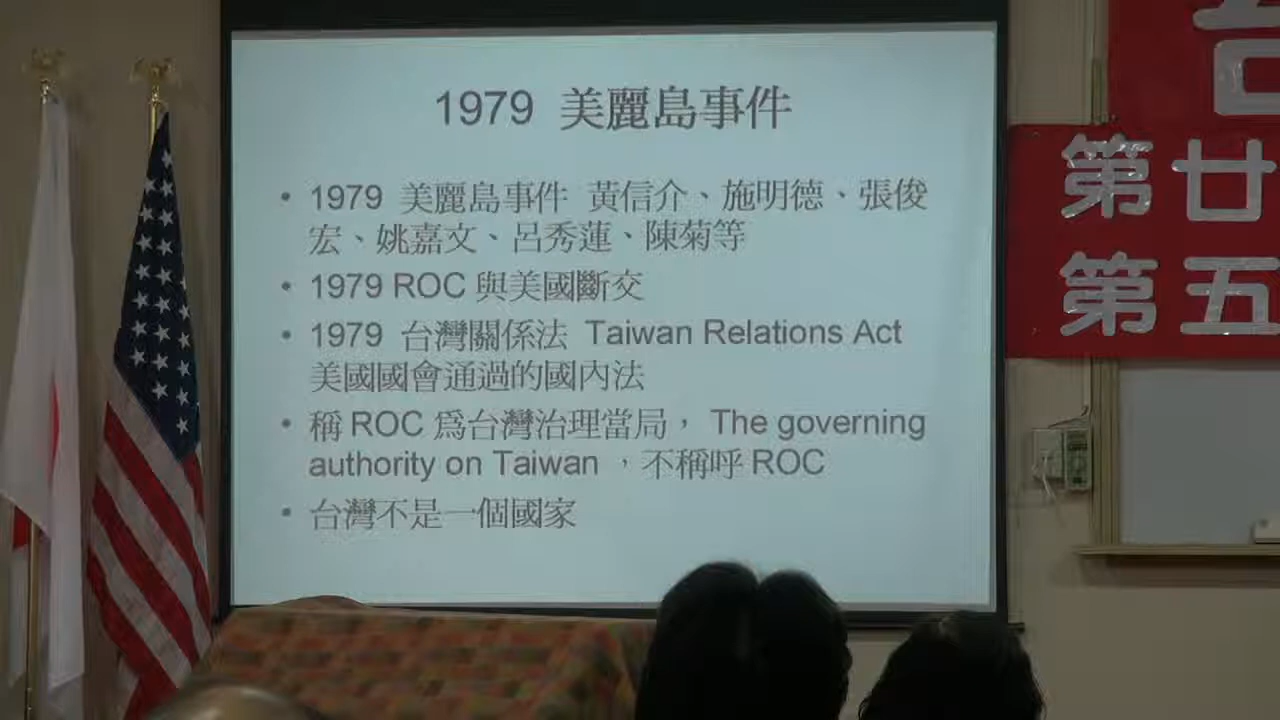 1979 美麗島事件
• 1979 美麗島事件 黃信介、施明德、張俊
宏、姚嘉文、呂秀蓮、陳菊等
• 1979 ROC 與美國斷交
• 1979 台灣關係法 Taiwan Relations Act
美國國會通過的國內法
• 稱 ROC 爲台灣治理當局, The governing
authority on Taiwan ,不稱呼 ROC
• 台灣不是一個國家
第廿
第五